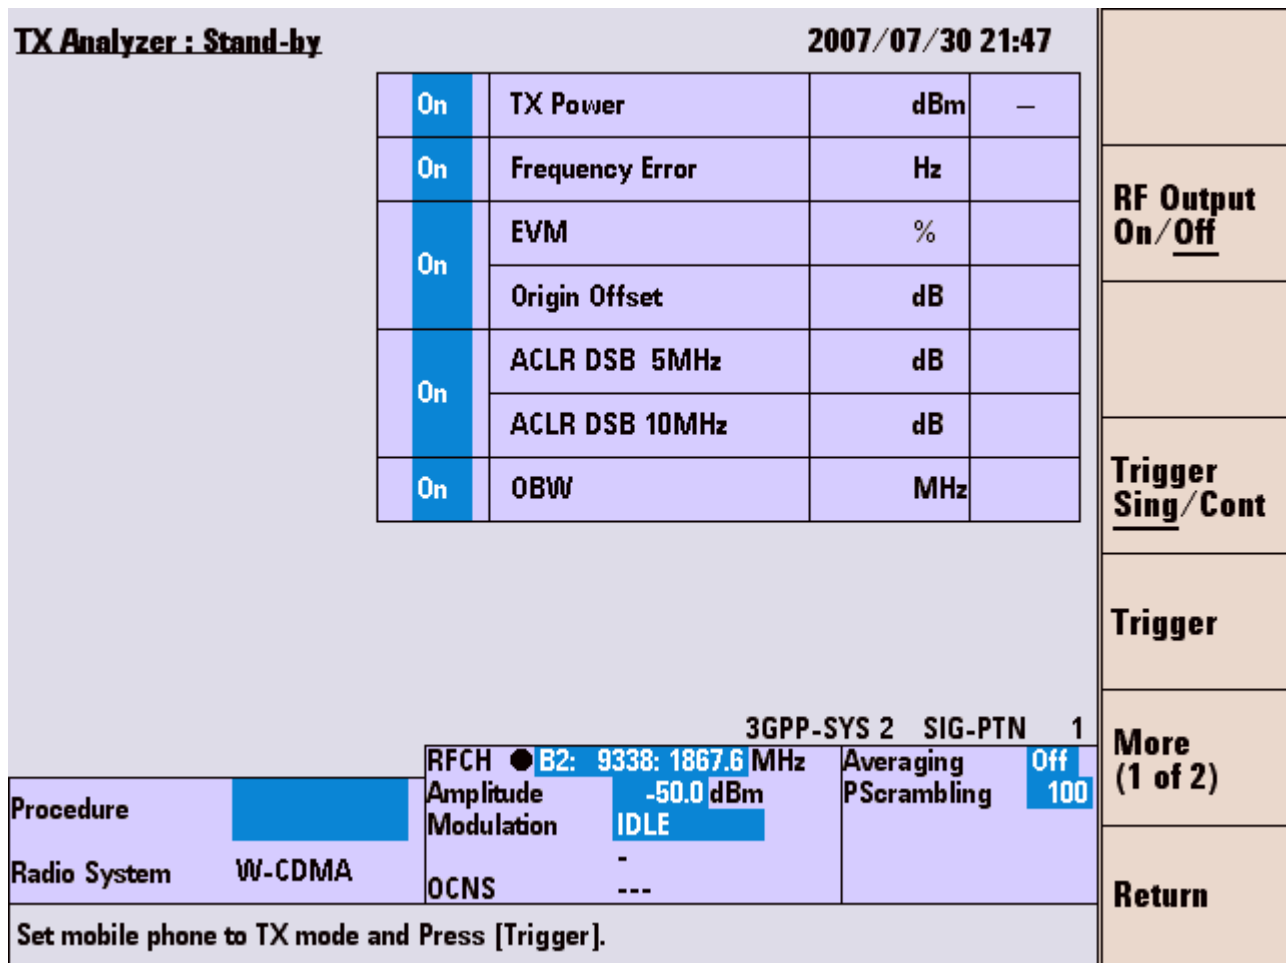 TX Analyzer : Stand-by 2007/07/30 21:47
On TX Power dBm –
On Frequency Error Hz
On EVM %
Origin Offset dB
On ACLR DSB 5MHz dB
ACLR DSB 10MHz dB
On OBW MHz
3GPP-SYS 2 SIG-PTN 1
RFCH ● B2: 9338: 1867.6 MHz Averaging Off
Amplitude -50.0 dBm PScrambling 100
Procedure
Modulation IDLE
-
Radio System W-CDMA
OCNS ---
Set mobile phone to TX mode and Press [Trigger].
RF Output
On/Off
Trigger
Sing/Cont
Trigger
More
(1 of 2)
Return